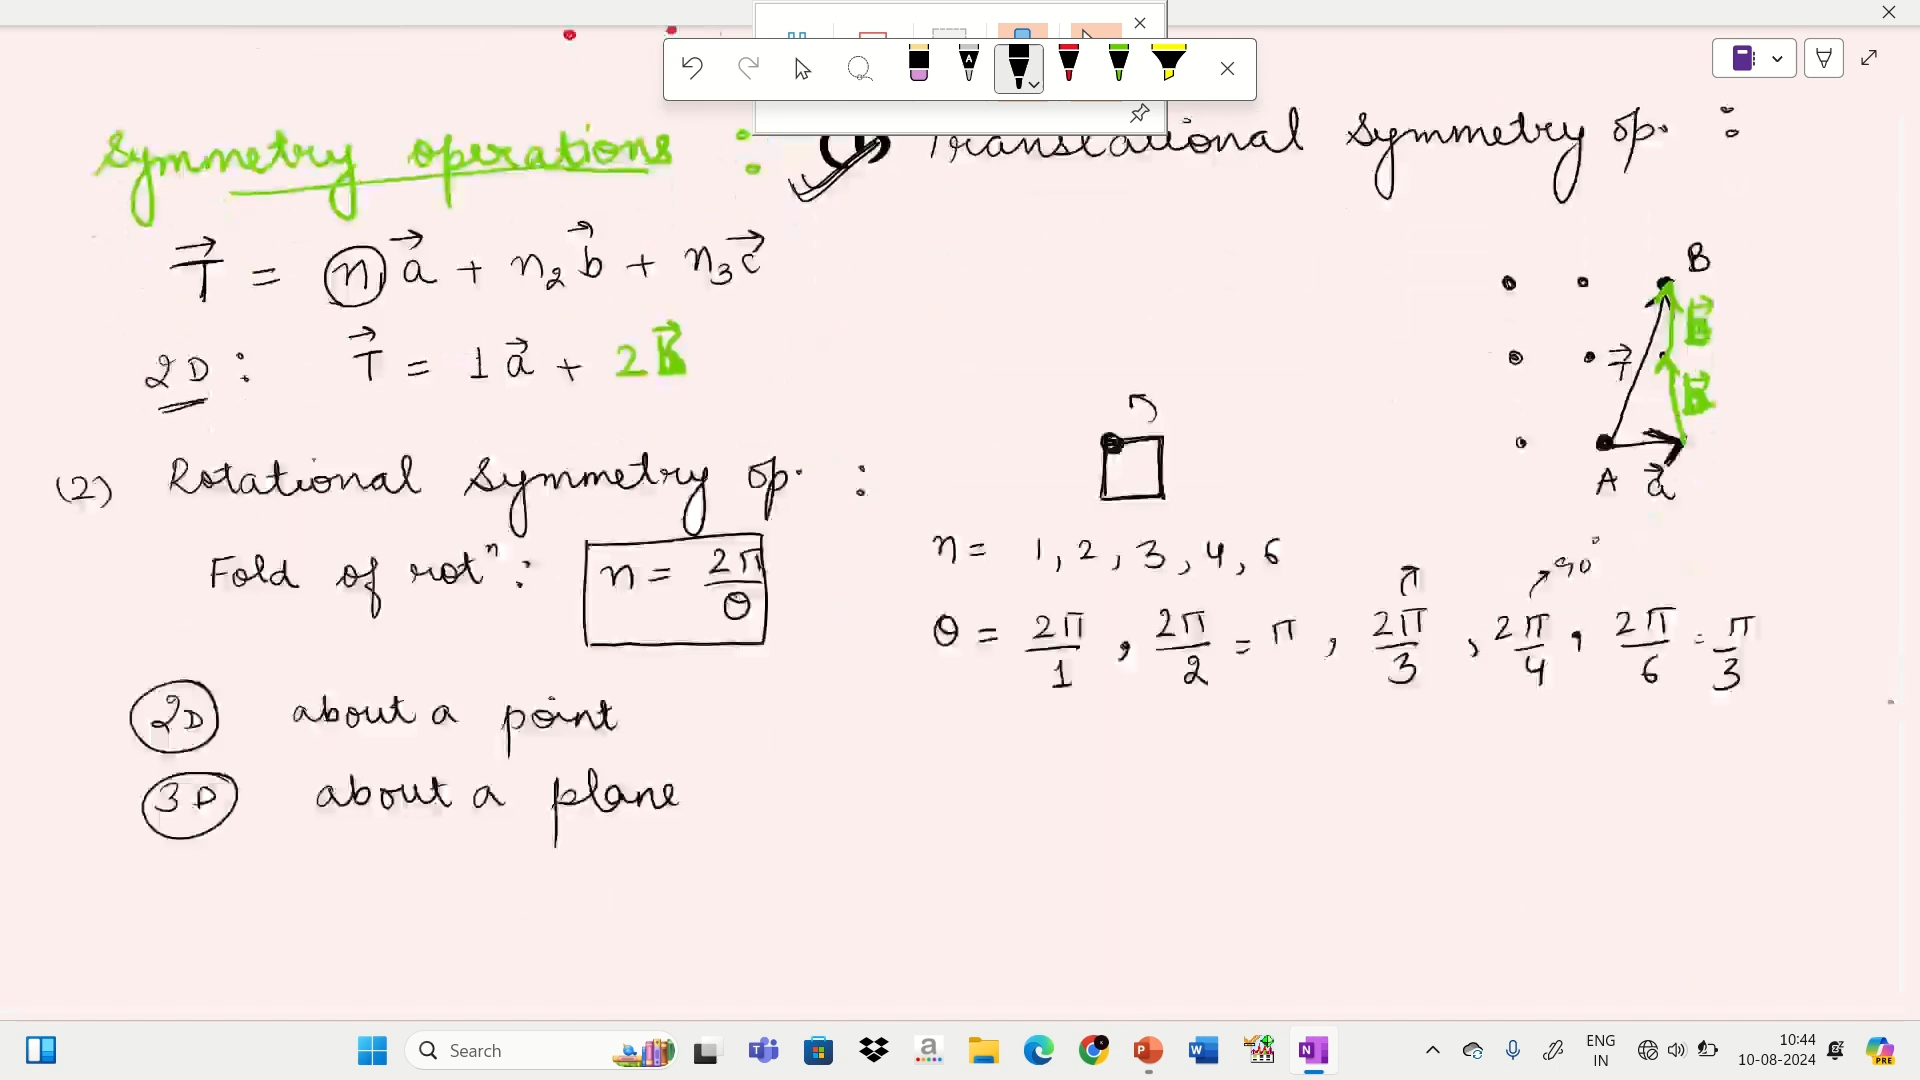 Symmetry operations : (1) Translational Symmetry op. :
T = n a + n2 b + n3 c
2D : T = 1 a + 2 b
B
T
b
b
A a
(2) Rotational Symmetry op. :
Fold of rotn : n = 2π/θ
n = 1, 2, 3, 4, 6
90°
θ = 2π/1 , 2π/2 = π , 2π/3 , 2π/4 , 2π/6 = π/3
2D about a point
3D about a plane
Search
ENG
IN
10:44
10-08-2024
PRE